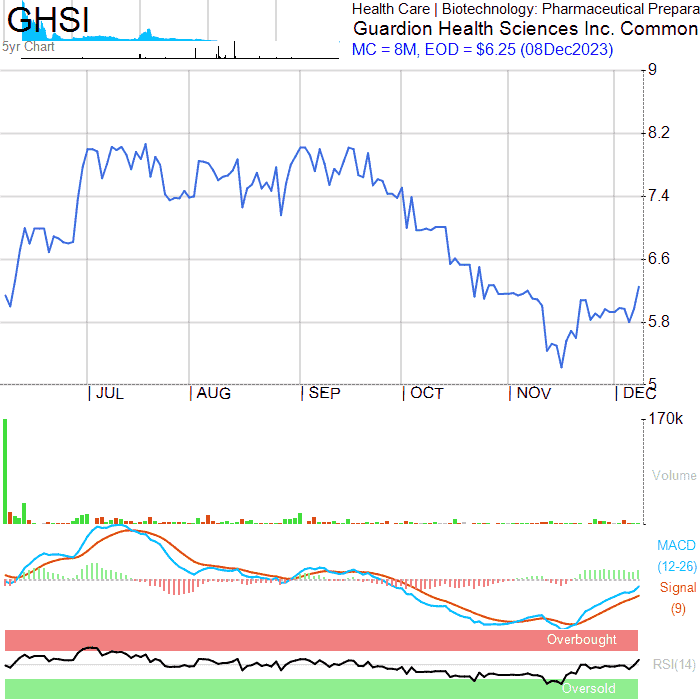 GHSI
Health Care | Biotechnology: Pharmaceutical Prepara
Guardion Health Sciences Inc. Common
MC = 8M, EOD = $6.25 (08Dec2023)
5yr Chart
9
8.2
7.4
6.6
5.8
5
JUL AUG SEP OCT NOV DEC
170k
Volume
MACD
(12-26)
Signal
(9)
Overbought
RSI(14)
Oversold